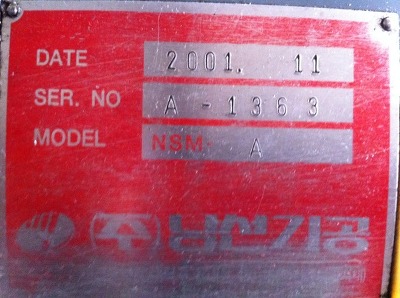 DATE 2001. 11
SER. NO A-1363
MODEL NSM- A
(주)남선기공